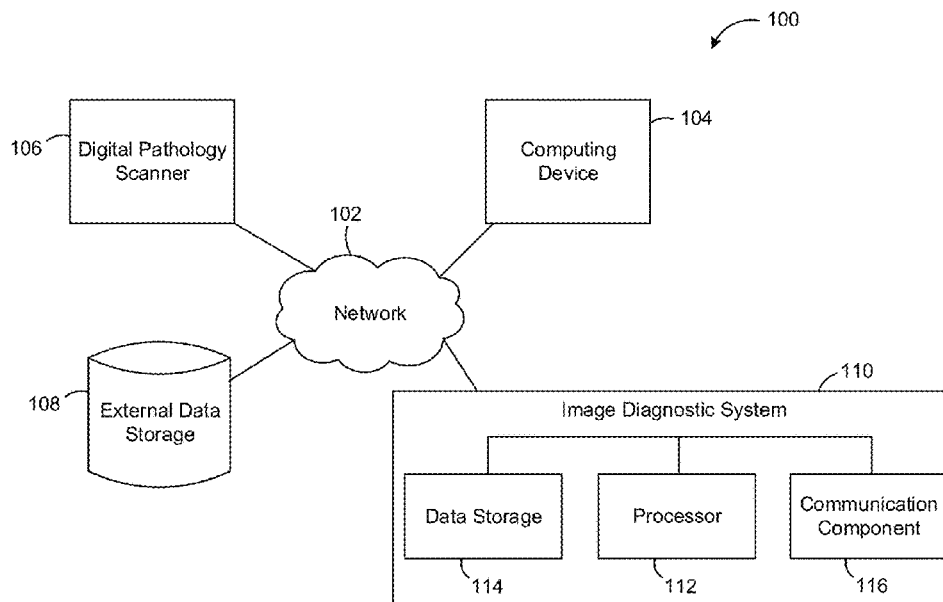 100
106
Digital Pathology
Scanner
104
Computing
Device
102
Network
108
External Data
Storage
110
Image Diagnostic System
Data Storage
Processor
Communication
Component
114
112
116